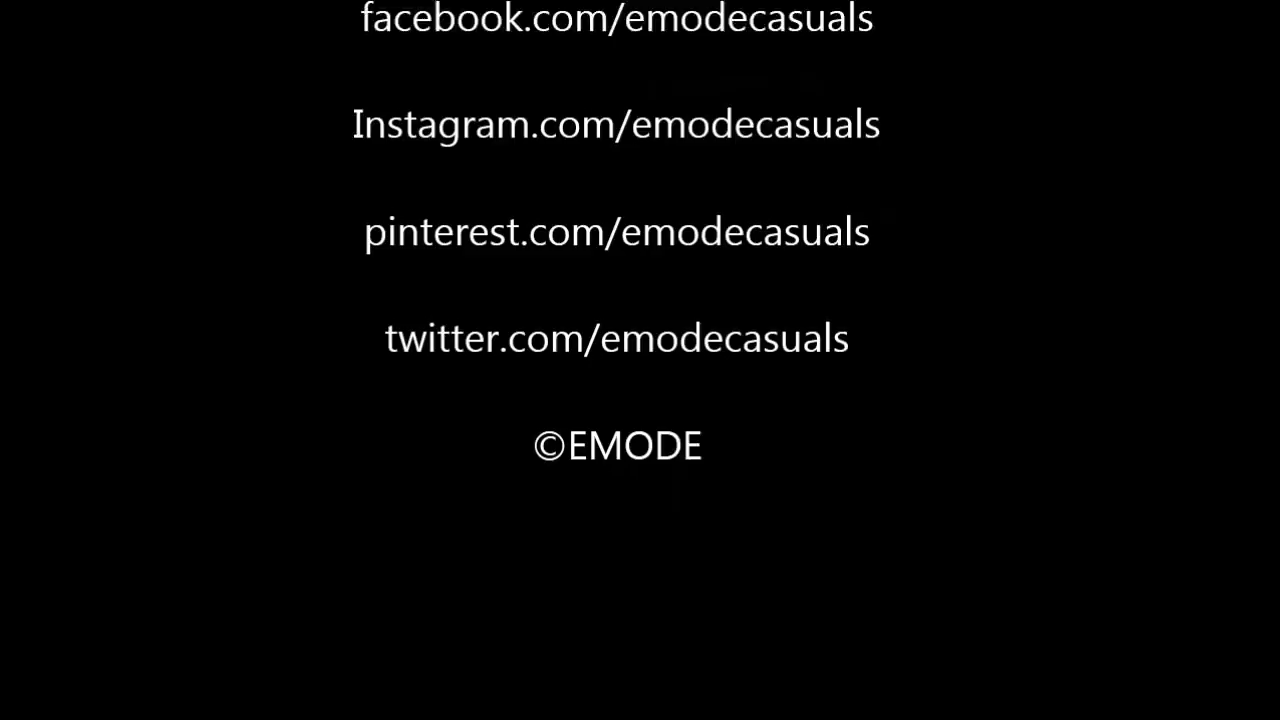 facebook.com/emodecasuals
Instagram.com/emodecasuals
pinterest.com/emodecasuals
twitter.com/emodecasuals
©EMODE